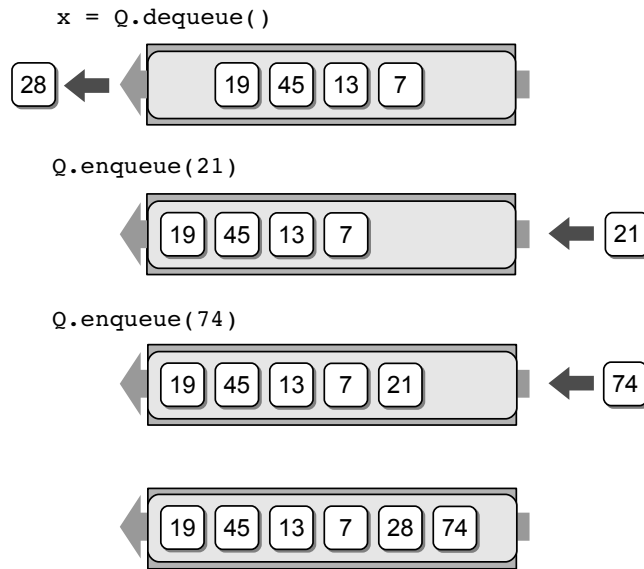 x = Q.dequeue()
28 19 45 13 7
Q.enqueue(21)
19 45 13 7 21
Q.enqueue(74)
19 45 13 7 21 74
19 45 13 7 28 74